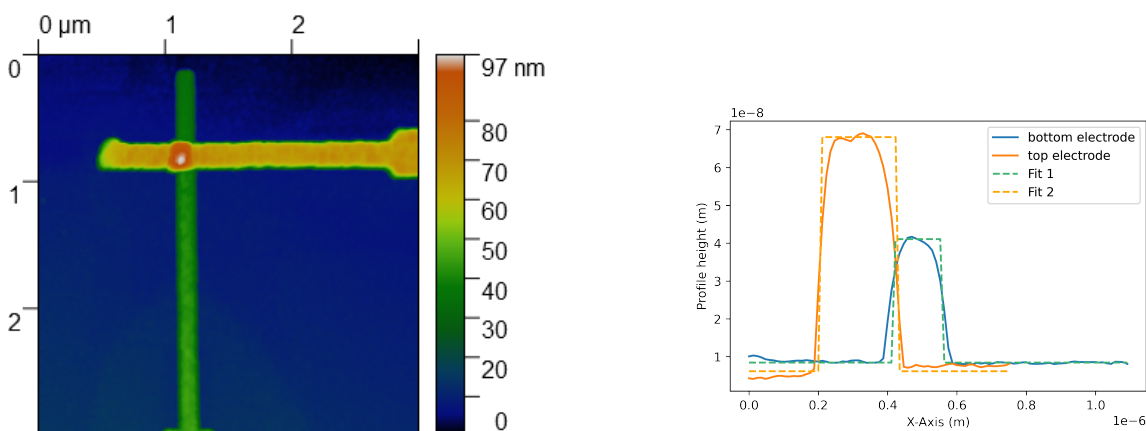 0 µm 1 2
0
1
2
97 nm
80
70
60
50
40
30
20
0
1e−8
7
6
5
4
3
2
1
Profile height (m)
bottom electrode
top electrode
Fit 1
Fit 2
0.0 0.2 0.4 0.6 0.8 1.0
X-Axis (m)
1e−6